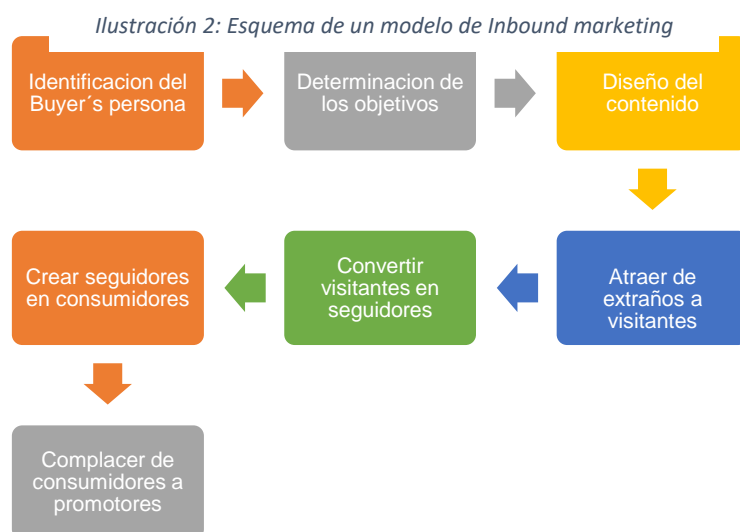 Ilustración 2: Esquema de un modelo de Inbound marketing
Identificacion del
Buyer´s persona
Determinacion de
los objetivos
Diseño del
contenido
Atraer de
extraños a
visitantes
Convertir
visitantes en
seguidores
Crear seguidores
en consumidores
Complacer de
consumidores a
promotores